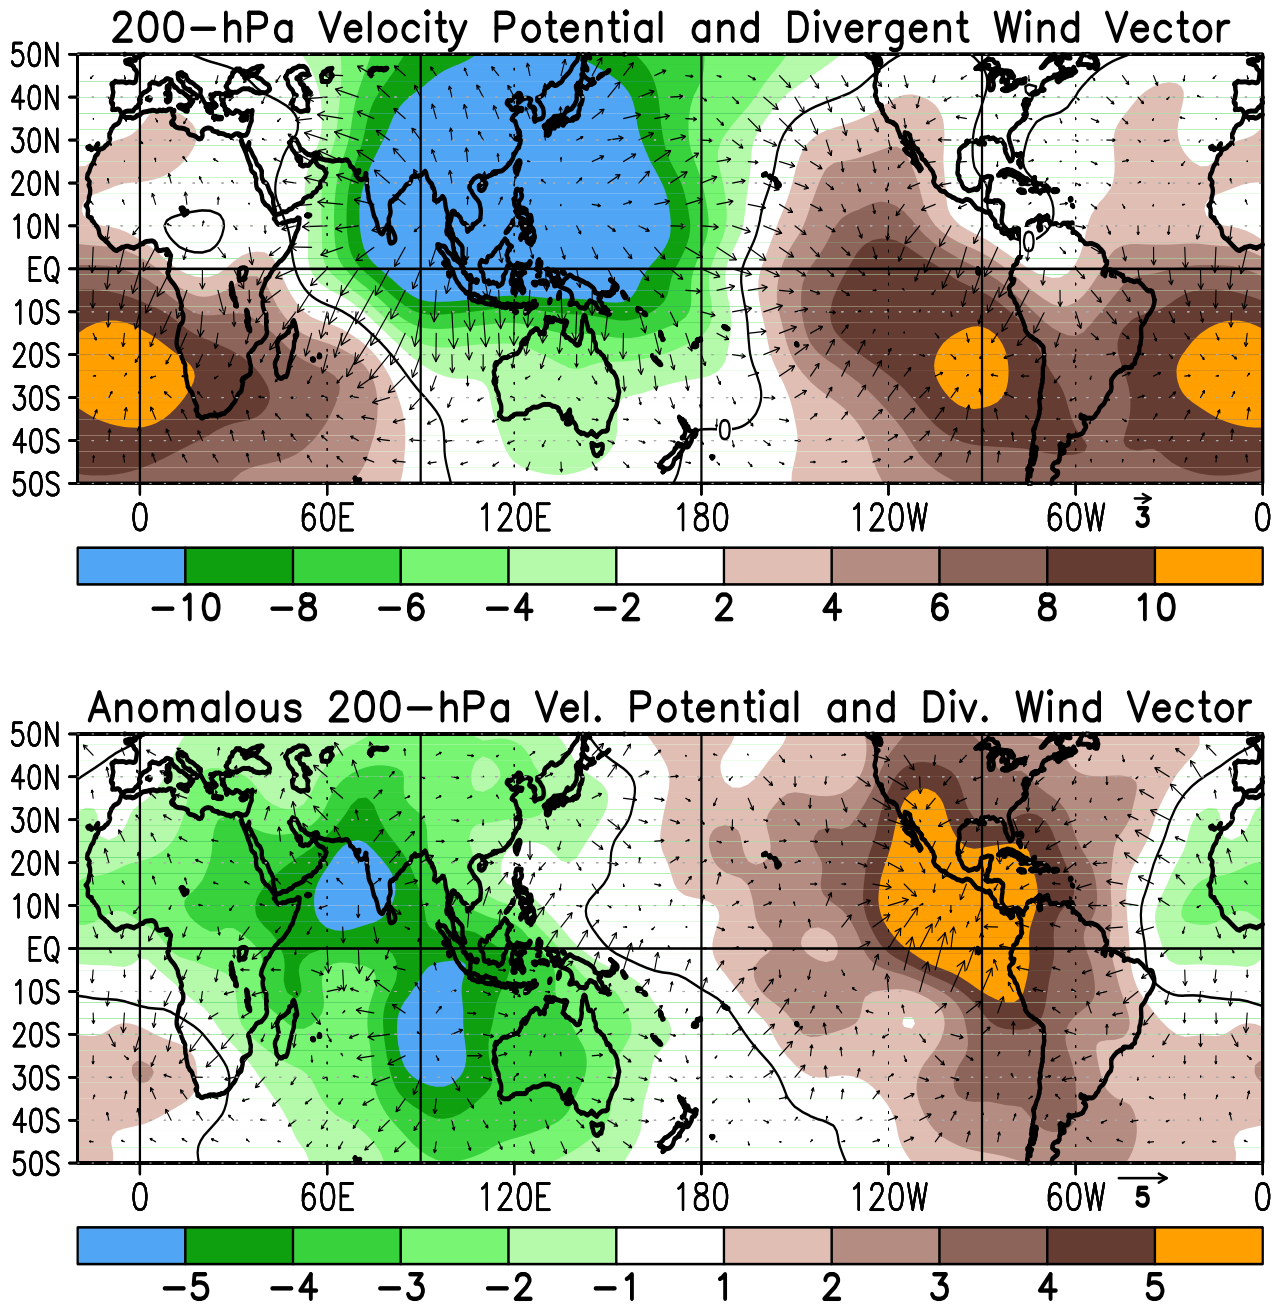 200-hPa Velocity Potential and Divergent Wind Vector
50N
40N
30N
20N
10N
EQ
10S
20S
30S
40S
50S
0
0
0 60E 120E 180 120W 60W 0
3
-10 -8 -6 -4 -2 2 4 6 8 10
Anomalous 200-hPa Vel. Potential and Div. Wind Vector
50N
40N
30N
20N
10N
EQ
10S
20S
30S
40S
50S
0 60E 120E 180 120W 60W 0
5
-5 -4 -3 -2 -1 1 2 3 4 5